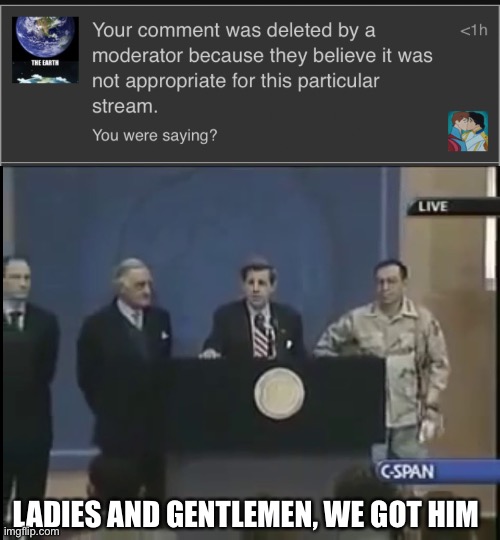 Your comment was deleted by a
<1h
moderator because they believe it was
not appropriate for this particular
stream.
You were saying?
THE EARTH
LIVE
C-SPAN
LADIES AND GENTLEMEN, WE GOT HIM
imgflip.com